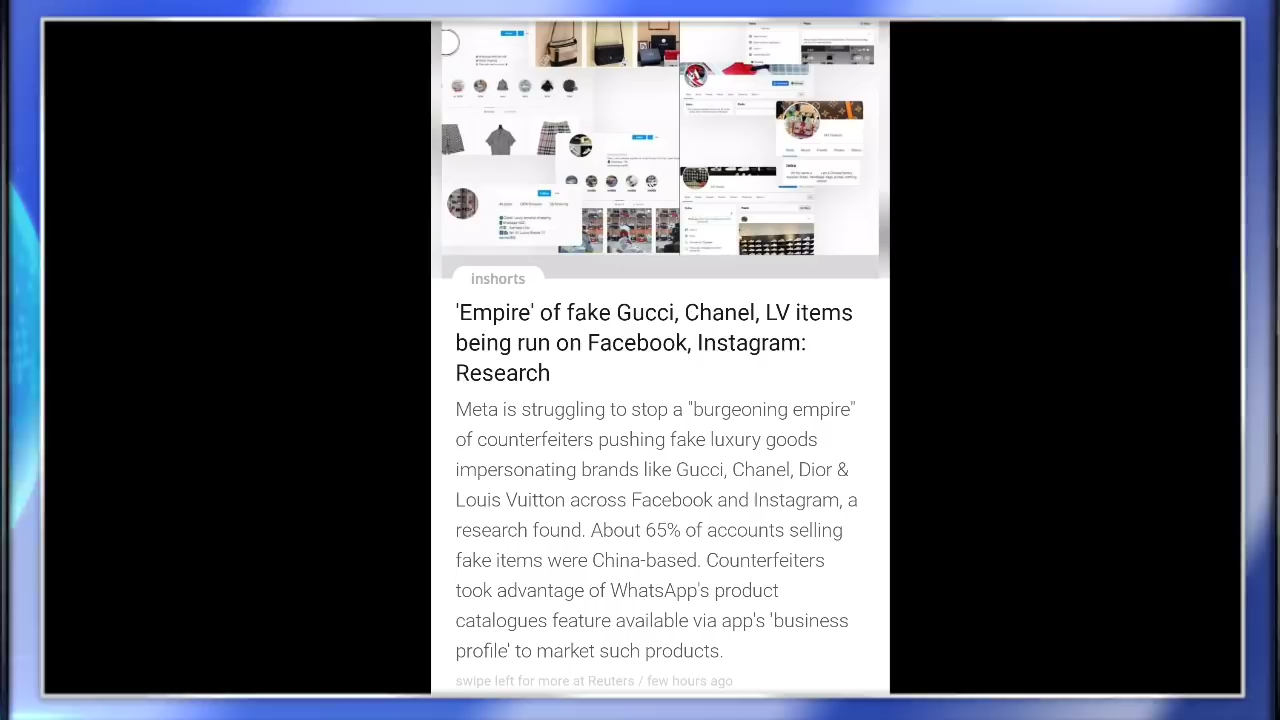 inshorts
'Empire' of fake Gucci, Chanel, LV items
being run on Facebook, Instagram:
Research
Meta is struggling to stop a "burgeoning empire"
of counterfeiters pushing fake luxury goods
impersonating brands like Gucci, Chanel, Dior &
Louis Vuitton across Facebook and Instagram, a
research found. About 65% of accounts selling
fake items were China-based. Counterfeiters
took advantage of WhatsApp's product
catalogues feature available via app's 'business
profile' to market such products.
swipe left for more at Reuters / few hours ago